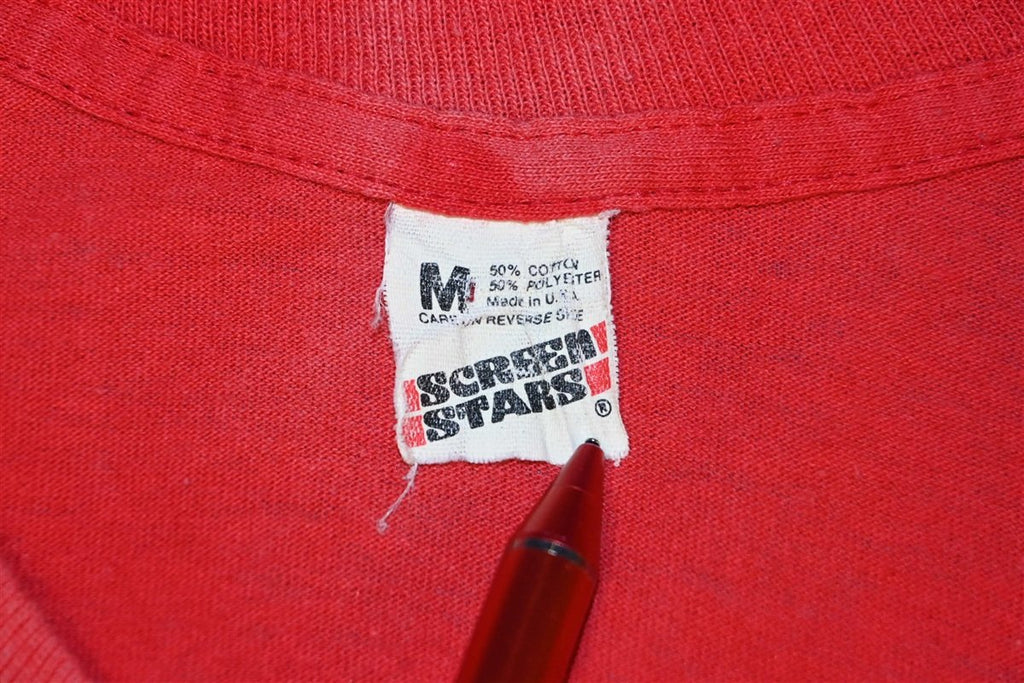 M
50% COTTON
50% POLYESTER
Made in U.S.A.
CARE ON REVERSE SIDE
SCREEN
STARS
®